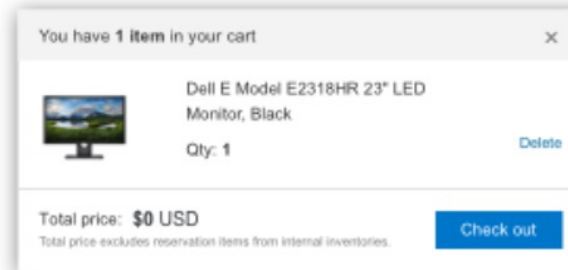 You have 1 item in your cart
×
Dell E Model E2318HR 23" LED
Monitor, Black
Qty: 1
Delete
Total price: $0 USD
Total price excludes reservation items from internal inventories.
Check out